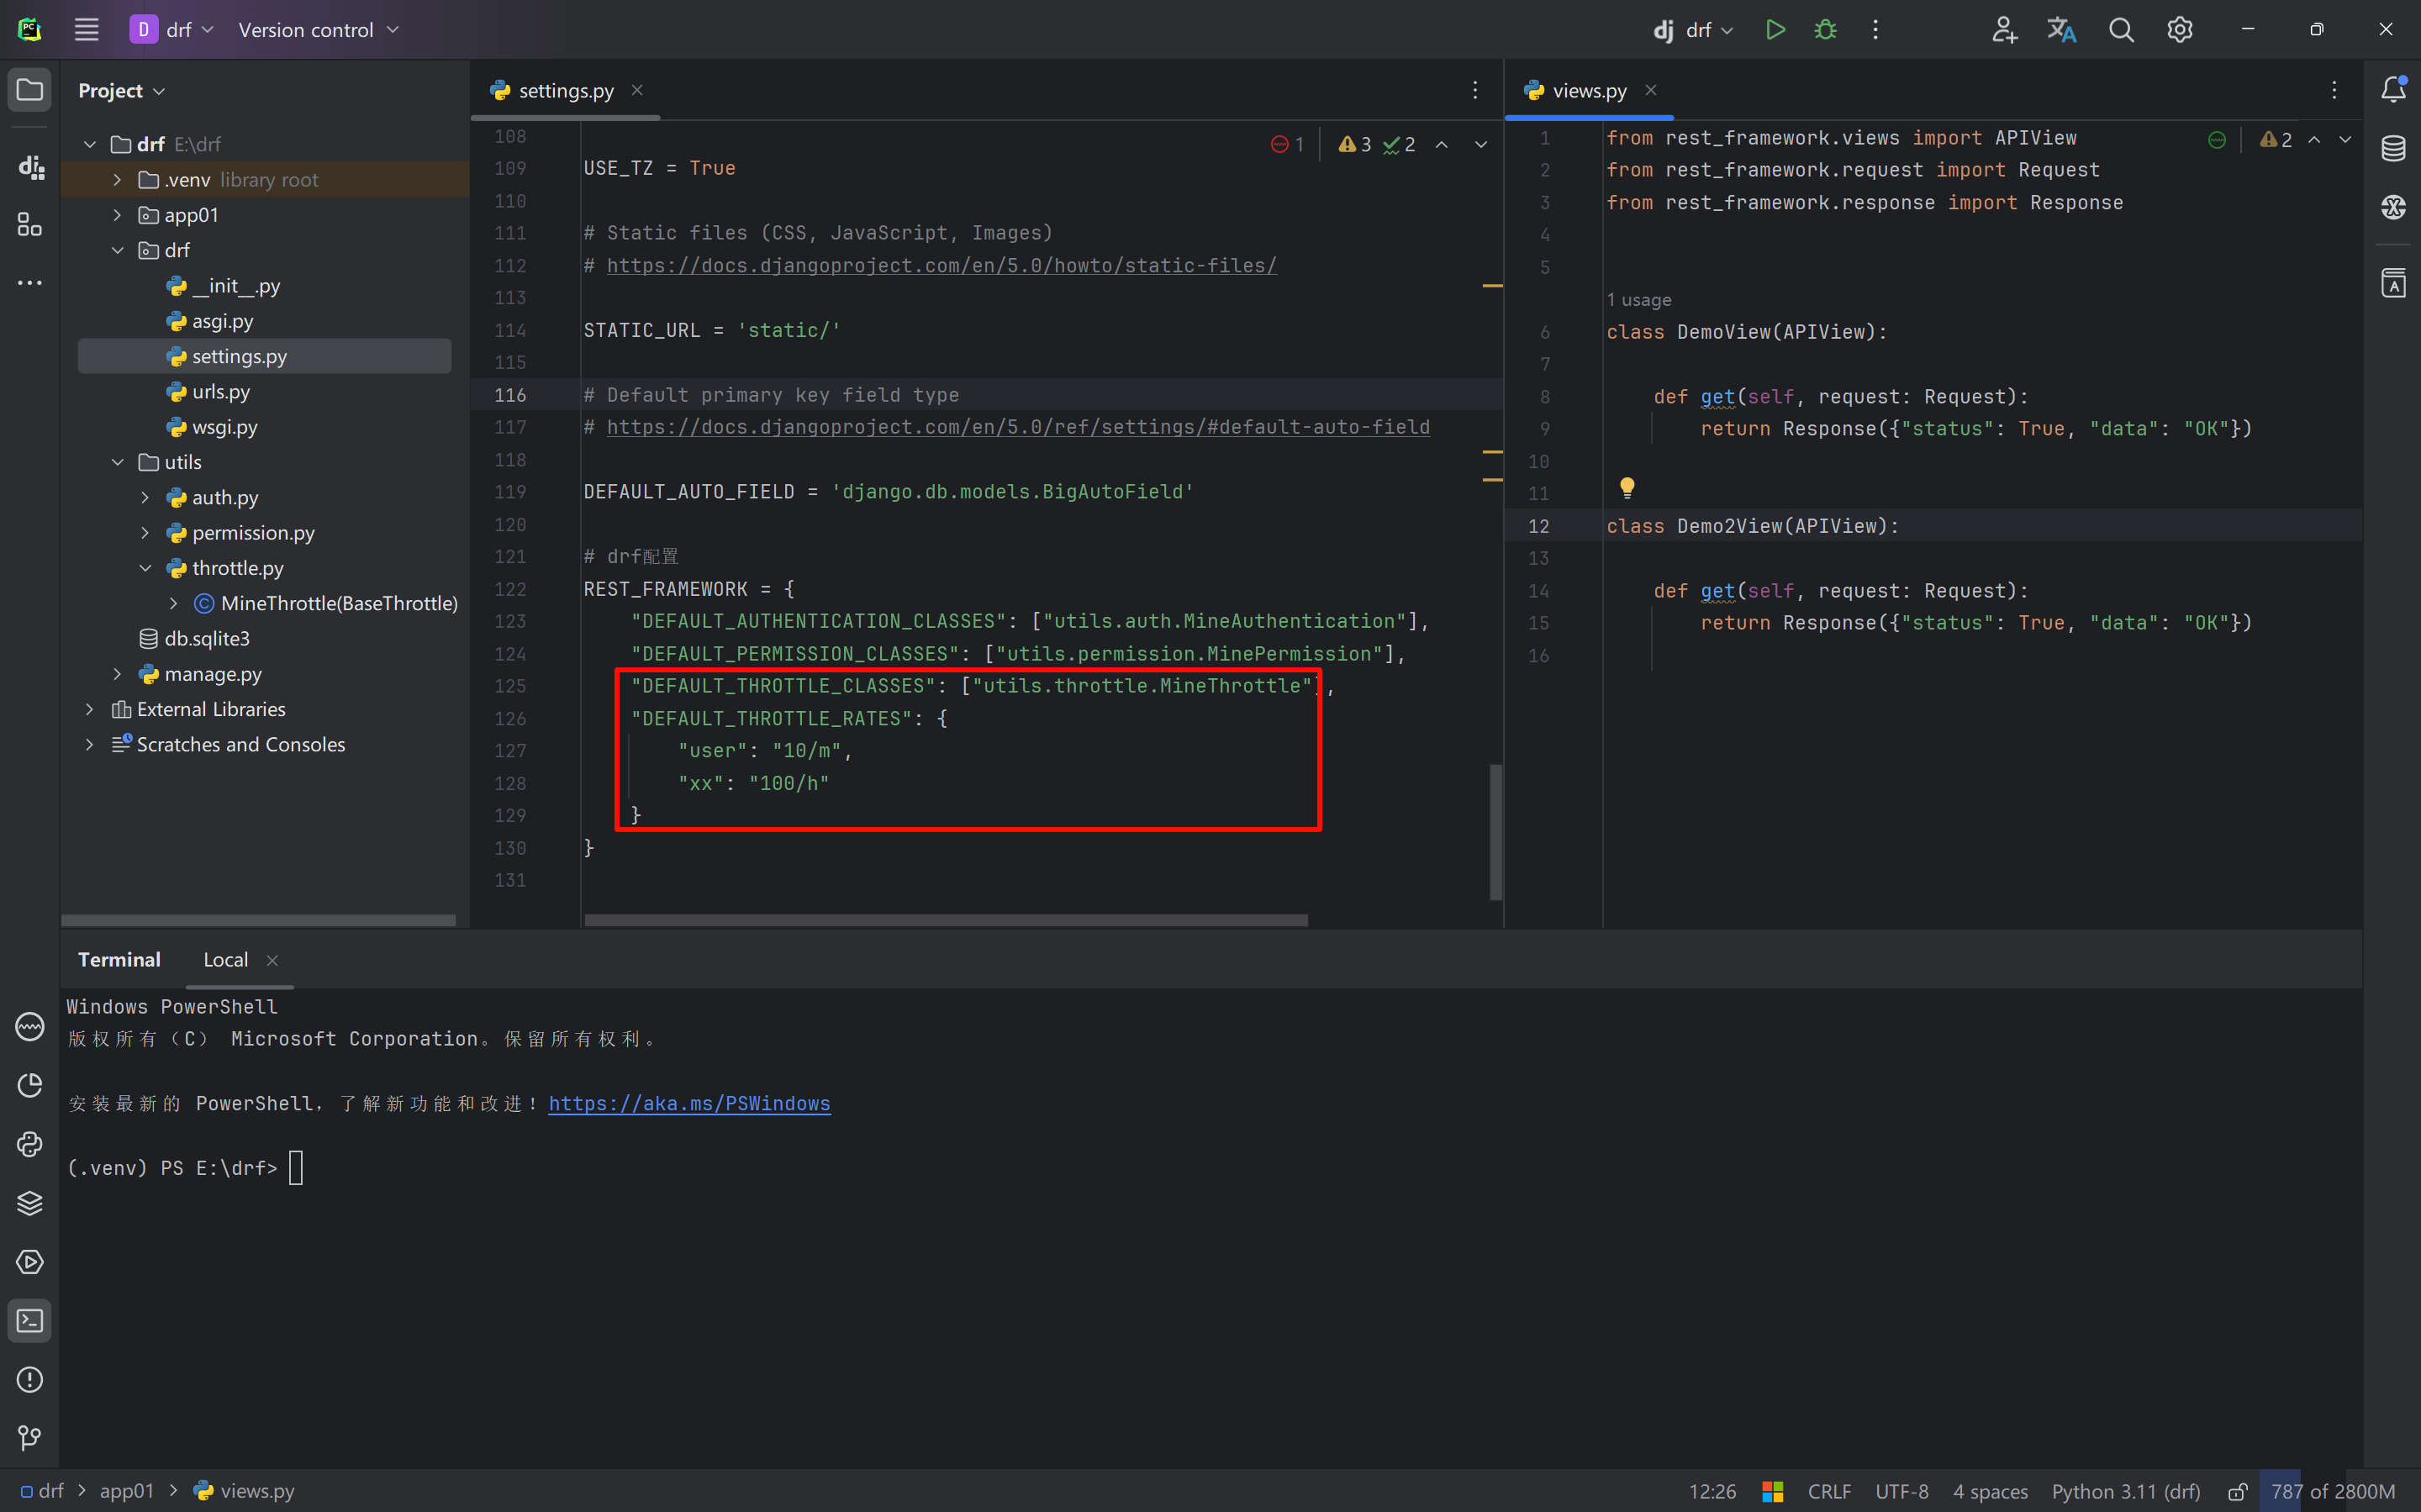 D drf Version control dj drf
Project
drf E:\drf
.venv library root
app01
drf
__init__.py
asgi.py
settings.py
urls.py
wsgi.py
utils
auth.py
permission.py
throttle.py
MineThrottle(BaseThrottle)
db.sqlite3
manage.py
External Libraries
Scratches and Consoles
settings.py
1 3 2
108
109 USE_TZ = True
110
111 # Static files (CSS, JavaScript, Images)
112 # https://docs.djangoproject.com/en/5.0/howto/static-files/
113
114 STATIC_URL = 'static/'
115
116 # Default primary key field type
117 # https://docs.djangoproject.com/en/5.0/ref/settings/#default-auto-field
118
119 DEFAULT_AUTO_FIELD = 'django.db.models.BigAutoField'
120
121 # drf配置
122 REST_FRAMEWORK = {
123 "DEFAULT_AUTHENTICATION_CLASSES": ["utils.auth.MineAuthentication"],
124 "DEFAULT_PERMISSION_CLASSES": ["utils.permission.MinePermission"],
125 "DEFAULT_THROTTLE_CLASSES": ["utils.throttle.MineThrottle"],
126 "DEFAULT_THROTTLE_RATES": {
127 "user": "10/m",
128 "xx": "100/h"
129 }
130 }
131
views.py
2
1 from rest_framework.views import APIView
2 from rest_framework.request import Request
3 from rest_framework.response import Response
4
5
1 usage
6 class DemoView(APIView):
7
8 def get(self, request: Request):
9 return Response({"status": True, "data": "OK"})
10
11
12 class Demo2View(APIView):
13
14 def get(self, request: Request):
15 return Response({"status": True, "data": "OK"})
16
Terminal Local
Windows PowerShell
版权所有（C） Microsoft Corporation。保留所有权利。
安装最新的 PowerShell，了解新功能和改进！https://aka.ms/PSWindows
(.venv) PS E:\drf>
drf > app01 > views.py 12:26 CRLF UTF-8 4 spaces Python 3.11 (drf) 787 of 2800M